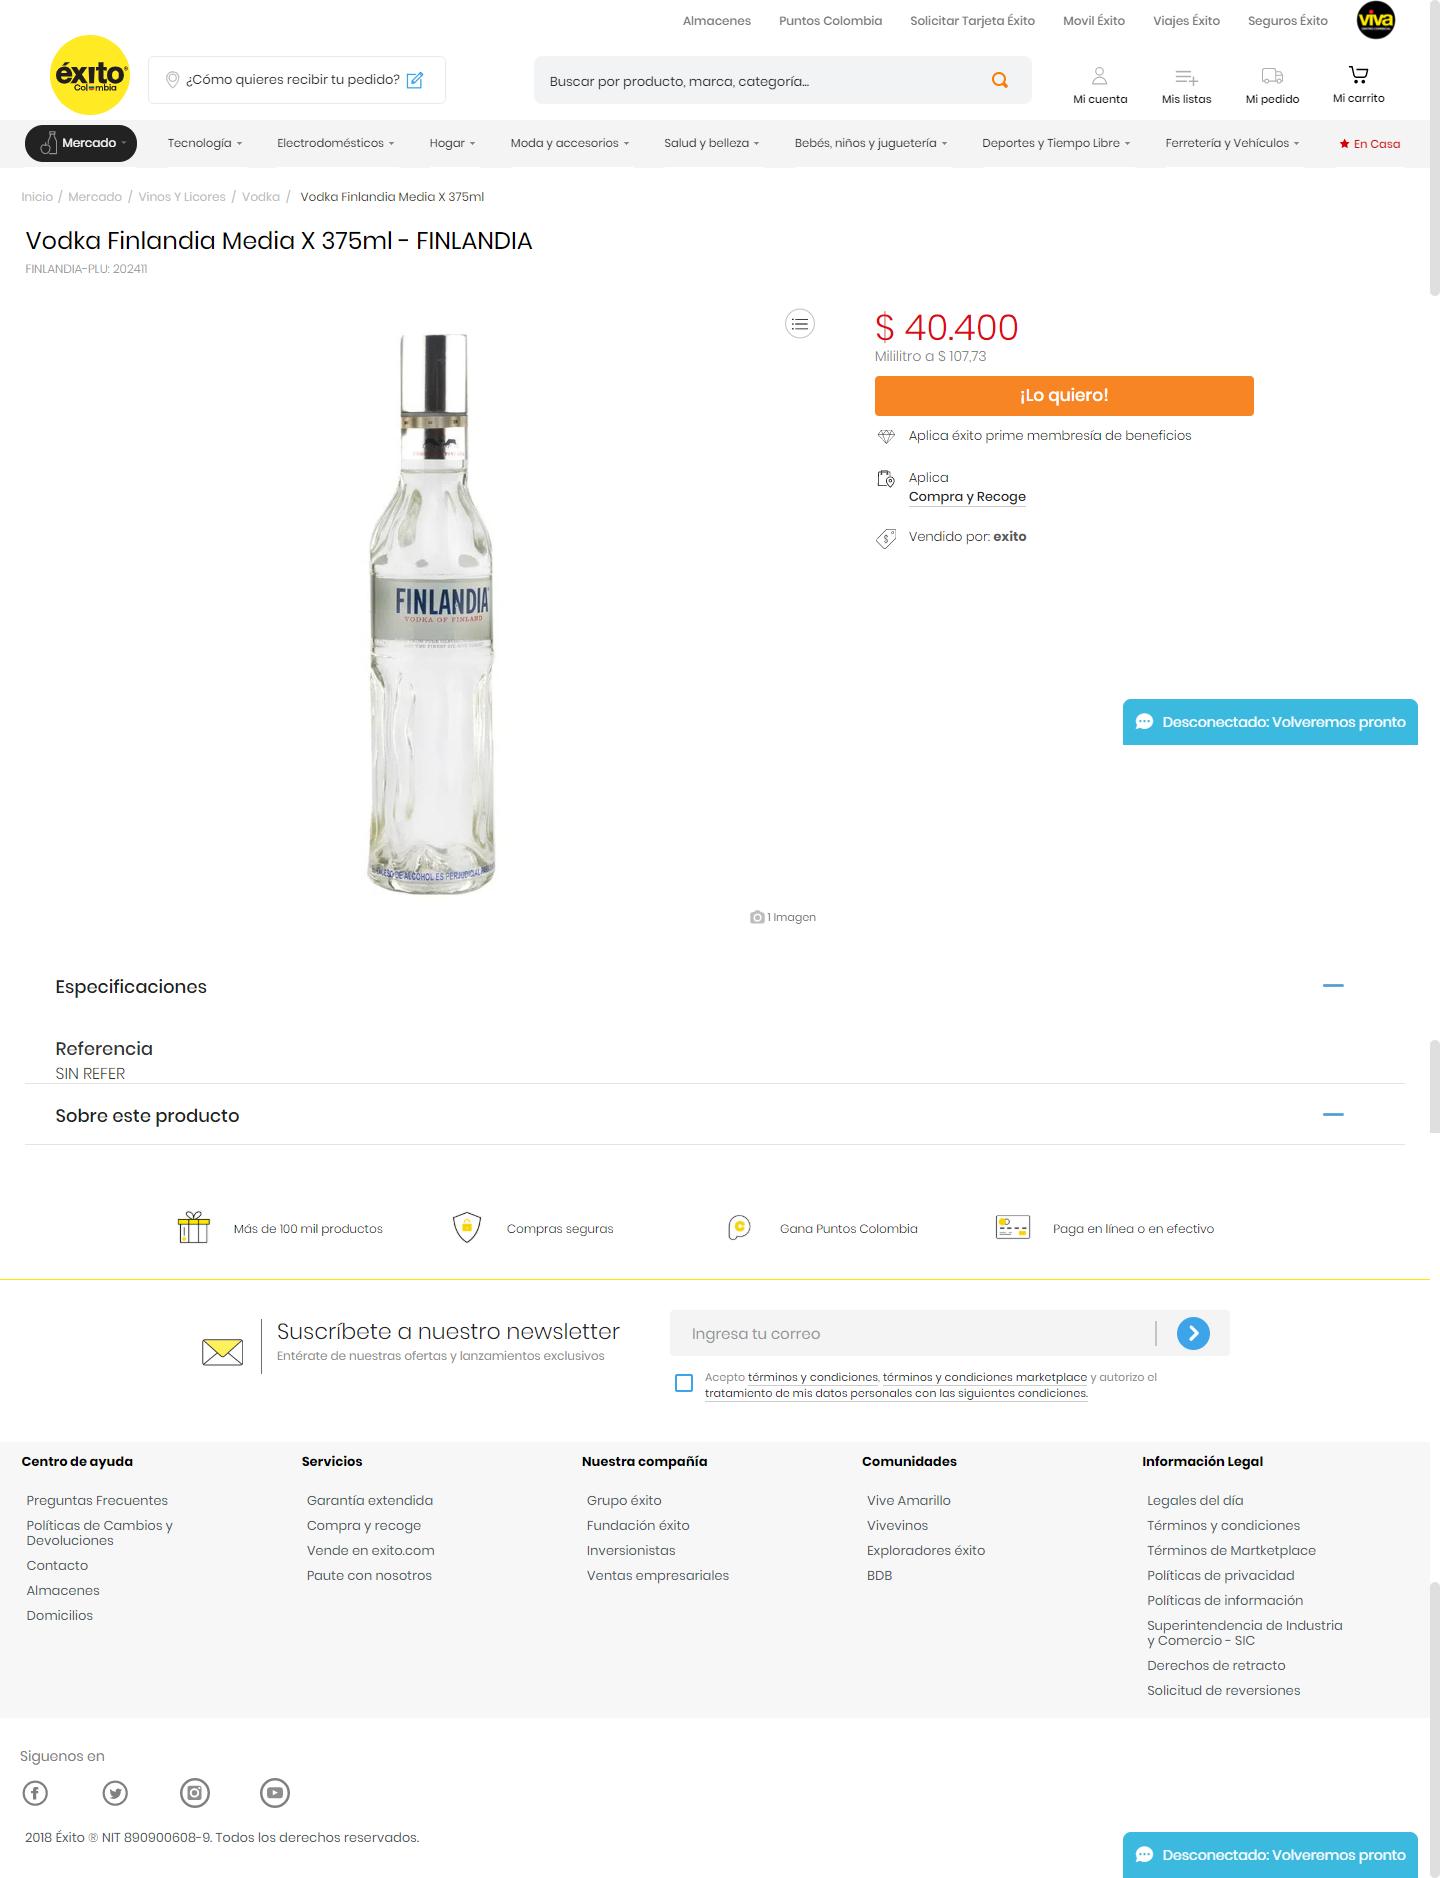 Almacenes Puntos Colombia Solicitar Tarjeta Éxito Movil Éxito Viajes Éxito Seguros Éxito viva
éxito
Colombia
¿Cómo quieres recibir tu pedido?
Buscar por producto, marca, categoría...
Mi cuenta Mis listas Mi pedido Mi carrito
Mercado Tecnología Electrodomésticos Hogar Moda y accesorios Salud y belleza Bebés, niños y juguetería Deportes y Tiempo Libre Ferretería y Vehículos En Casa
Inicio / Mercado / Vinos Y Licores / Vodka / Vodka Finlandia Media X 375ml
Vodka Finlandia Media X 375ml - FINLANDIA
FINLANDIA-PLU: 202411
FINLANDIA
VODKA OF FINLAND
EXCESO DE ALCOHOL ES PERJUDICIAL
1 Imagen
$ 40.400
Mililitro a $ 107,73
¡Lo quiero!
Aplica éxito prime membresía de beneficios
Aplica
Compra y Recoge
Vendido por: exito
Desconectado: Volveremos pronto
Especificaciones
Referencia
SIN REFER
Sobre este producto
Más de 100 mil productos
Compras seguras
Gana Puntos Colombia
Paga en línea o en efectivo
Suscríbete a nuestro newsletter
Entérate de nuestras ofertas y lanzamientos exclusivos
Ingresa tu correo
Acepto términos y condiciones, términos y condiciones marketplace y autorizo el
tratamiento de mis datos personales con las siguientes condiciones.
Centro de ayuda
Preguntas Frecuentes
Políticas de Cambios y
Devoluciones
Contacto
Almacenes
Domicilios
Servicios
Garantía extendida
Compra y recoge
Vende en exito.com
Paute con nosotros
Nuestra compañía
Grupo éxito
Fundación éxito
Inversionistas
Ventas empresariales
Comunidades
Vive Amarillo
Vivevinos
Exploradores éxito
BDB
Información Legal
Legales del día
Términos y condiciones
Términos de Martketplace
Políticas de privacidad
Políticas de información
Superintendencia de Industria
y Comercio - SIC
Derechos de retracto
Solicitud de reversiones
Siguenos en
2018 Éxito ® NIT 890900608-9. Todos los derechos reservados.
Desconectado: Volveremos pronto